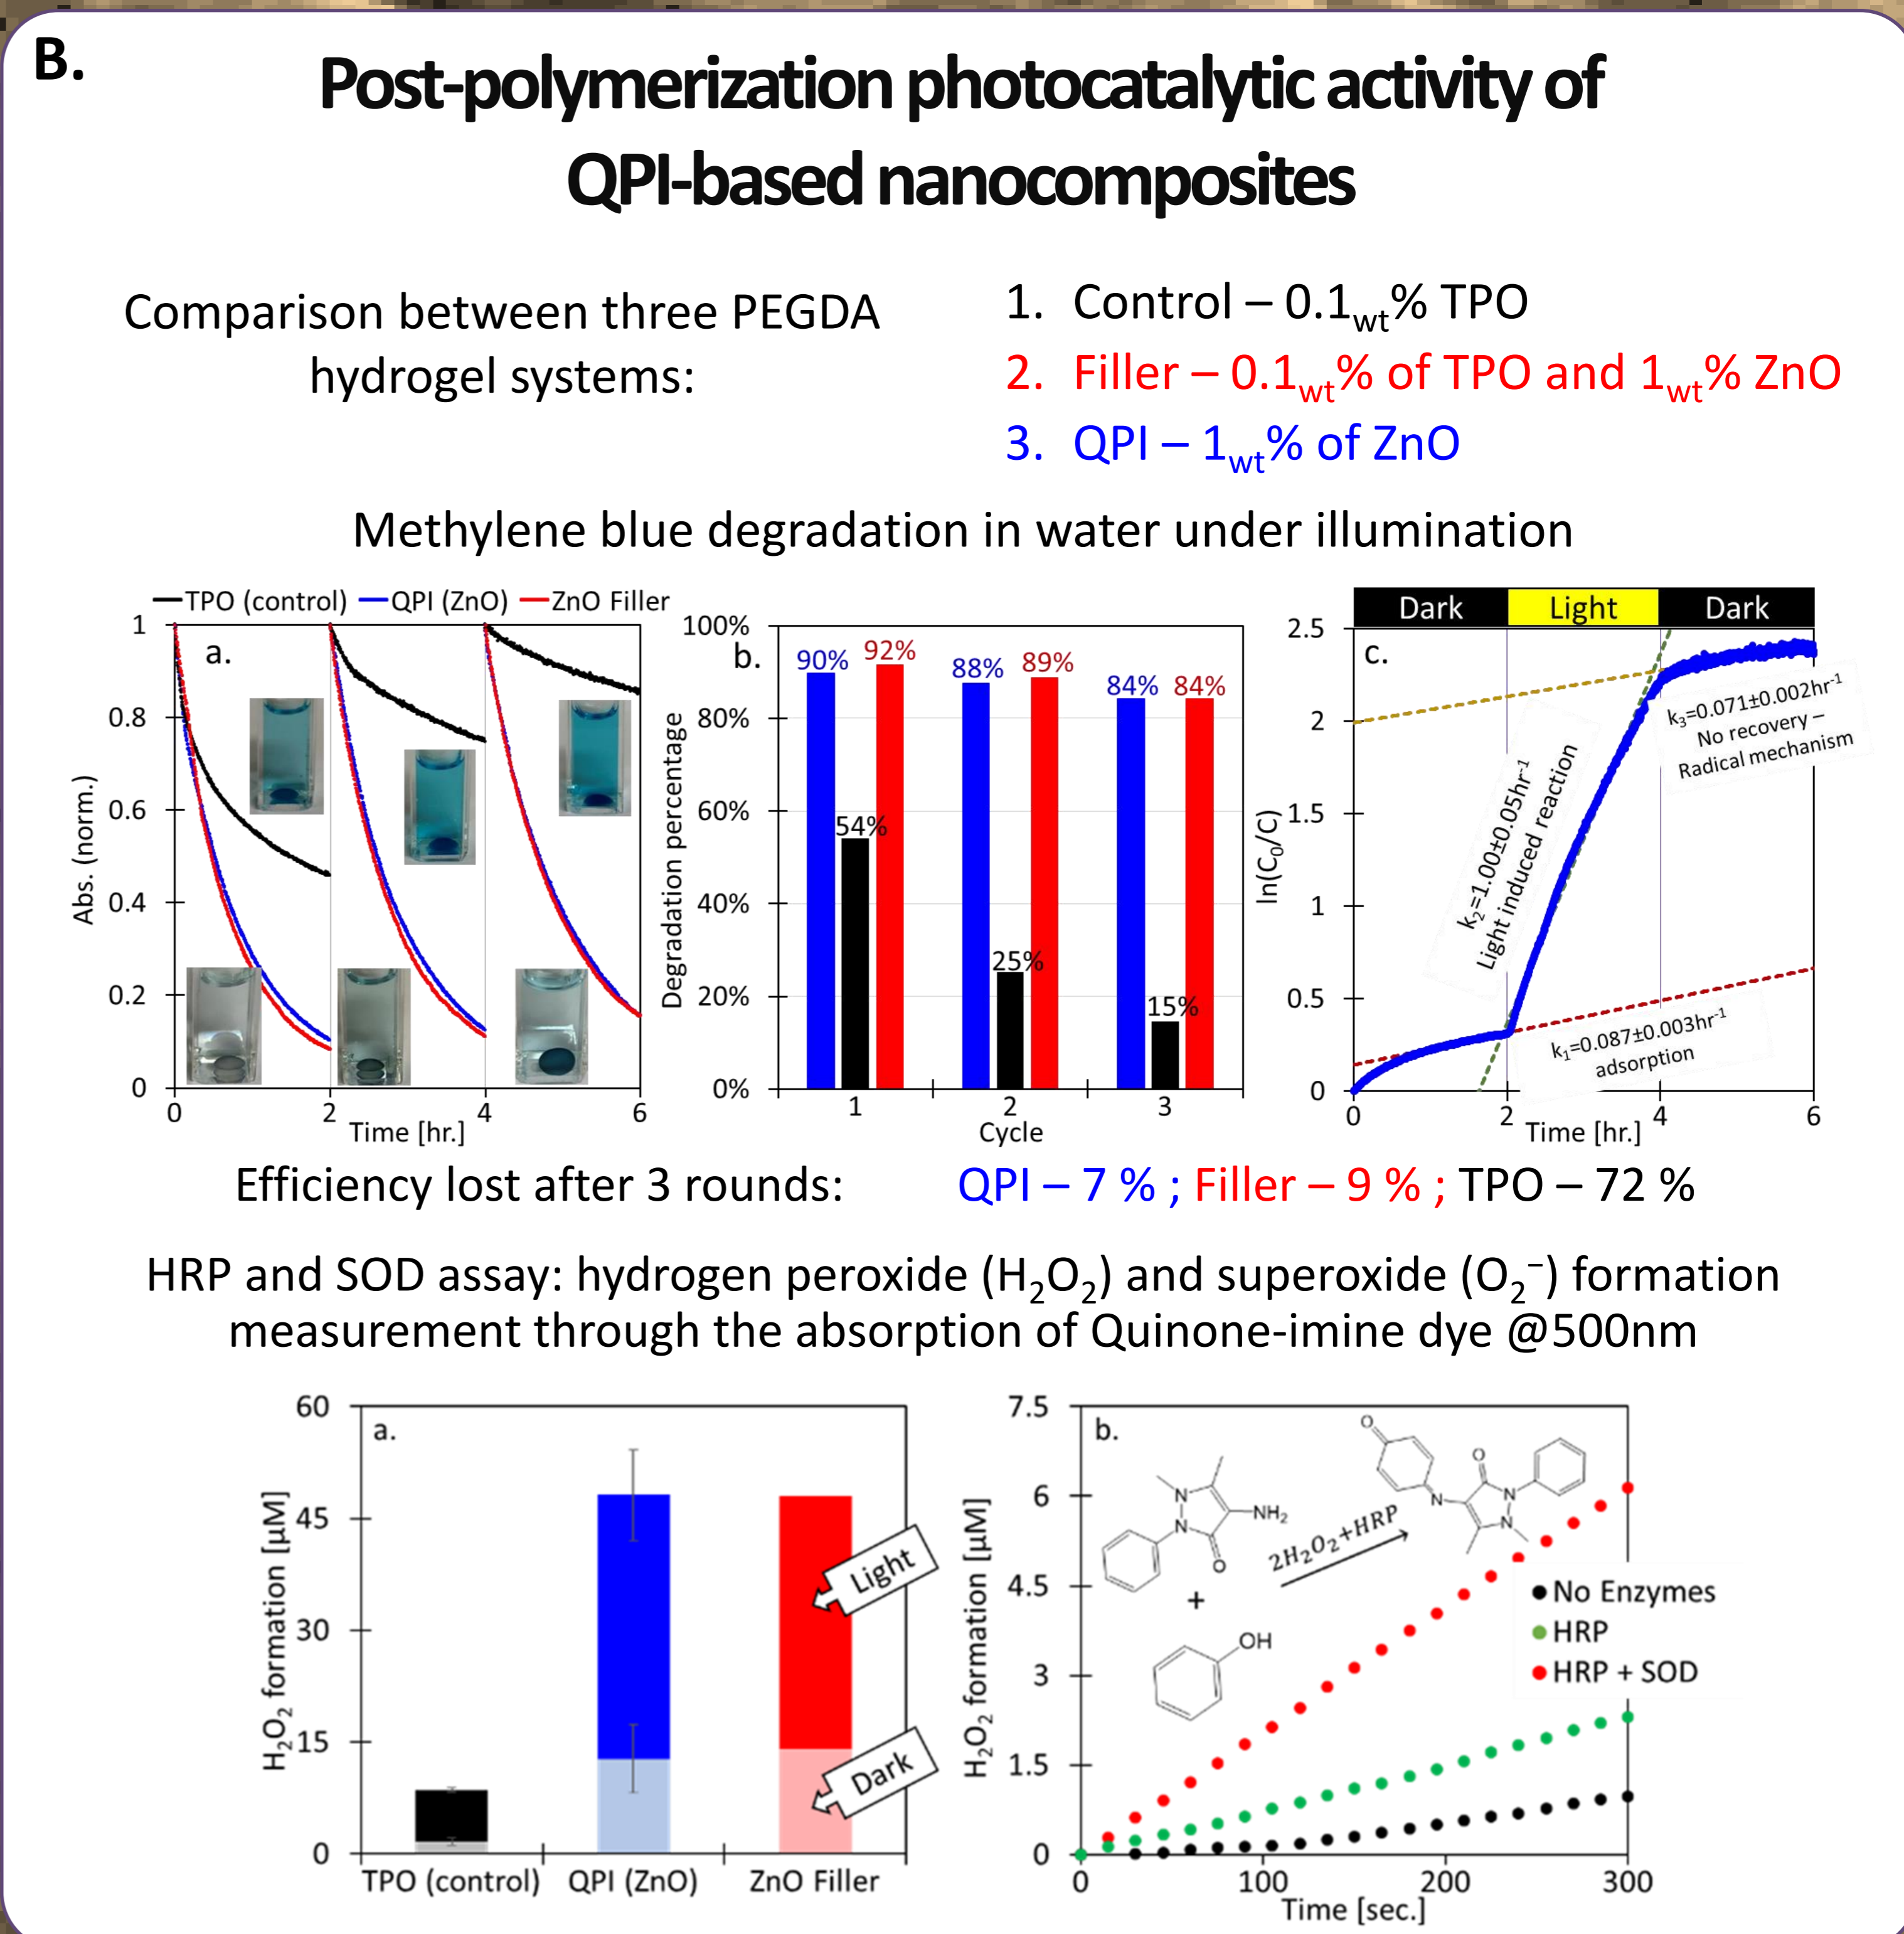 B.
Post-polymerization photocatalytic activity of
QPI-based nanocomposites
Comparison between three PEGDA
hydrogel systems:
1. Control – 0.1wt% TPO
2. Filler – 0.1wt% of TPO and 1wt% ZnO
3. QPI – 1wt% of ZnO
Methylene blue degradation in water under illumination
TPO (control) QPI (ZnO) ZnO Filler
a.
Abs. (norm.)
1
0.8
0.6
0.4
0.2
0
0 2 4 6
Time [hr.]
b.
Degradation percentage
100%
80%
60%
40%
20%
0%
90% 54% 92%
88% 25% 89%
84% 15% 84%
1 2 3
Cycle
Dark Light Dark
c.
ln(C₀/C)
2.5
2
1.5
1
0.5
0
k₂=1.00±0.05hr⁻¹
Light induced reaction
k₃=0.071±0.002hr⁻¹
No recovery –
Radical mechanism
k₁=0.087±0.003hr⁻¹
adsorption
0 2 4 6
Time [hr.]
Efficiency lost after 3 rounds: QPI – 7 % ; Filler – 9 % ; TPO – 72 %
HRP and SOD assay: hydrogen peroxide (H₂O₂) and superoxide (O₂⁻) formation
measurement through the absorption of Quinone-imine dye @500nm
a.
H₂O₂ formation [μM]
60
45
30
15
0
Light
Dark
TPO (control) QPI (ZnO) ZnO Filler
b.
H₂O₂ formation [μM]
7.5
6
4.5
3
1.5
0
O
O
N
N
N
N
N
NH₂
O
2H₂O₂+HRP
+
OH
No Enzymes
HRP
HRP + SOD
0 100 200 300
Time [sec.]